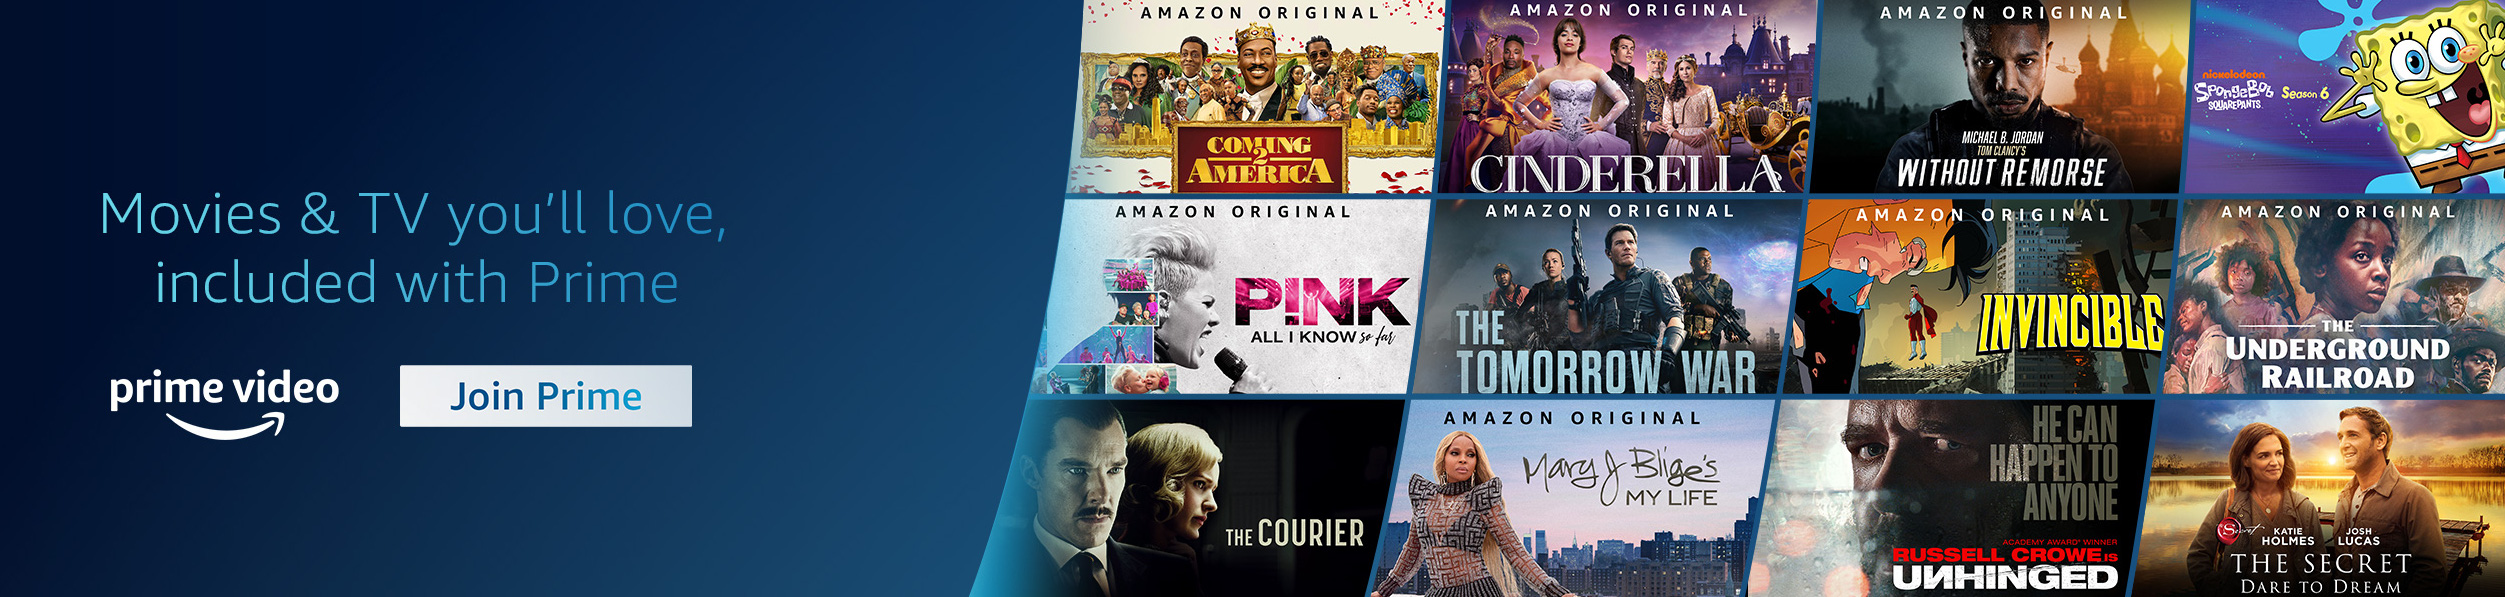 Movies & TV you'll love,
included with Prime
prime video
Join Prime
AMAZON ORIGINAL
COMING
2
AMERICA
AMAZON ORIGINAL
CINDERELLA
AMAZON ORIGINAL
MICHAEL B. JORDAN
TOM CLANCY'S
WITHOUT REMORSE
nickelodeon
SpongeBob
SQUAREPANTS
Season 6
AMAZON ORIGINAL
P!NK
ALL I KNOW so far
AMAZON ORIGINAL
THE
TOMORROW WAR
AMAZON ORIGINAL
INVINCIBLE
AMAZON ORIGINAL
THE
UNDERGROUND
RAILROAD
THE COURIER
AMAZON ORIGINAL
Mary J Blige's
MY LIFE
HE CAN
HAPPEN TO
ANYONE
ACADEMY AWARD® WINNER
RUSSELL CROWE IS
UNHINGED
The Secret
KATIE HOLMES
JOSH LUCAS
THE SECRET
DARE TO DREAM